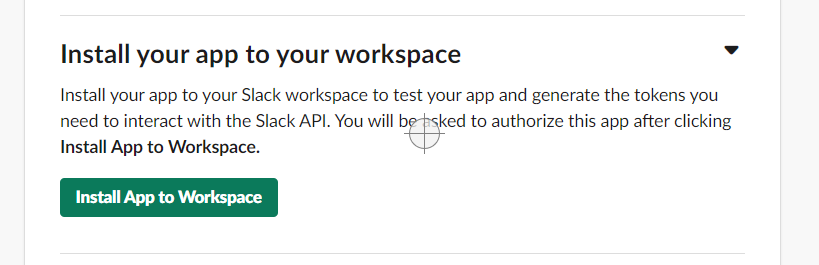 Install your app to your workspace
Install your app to your Slack workspace to test your app and generate the tokens you
need to interact with the Slack API. You will be asked to authorize this app after clicking
Install App to Workspace.
Install App to Workspace